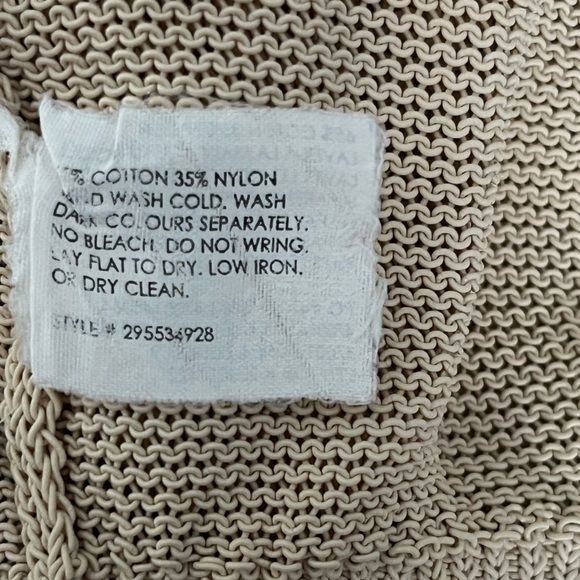 % COTTON 35% NYLON
WASH COLD. WASH
DARK COLOURS SEPARATELY.
NO BLEACH. DO NOT WRING.
LAY FLAT TO DRY. LOW IRON.
OR DRY CLEAN.
STYLE # 295534928